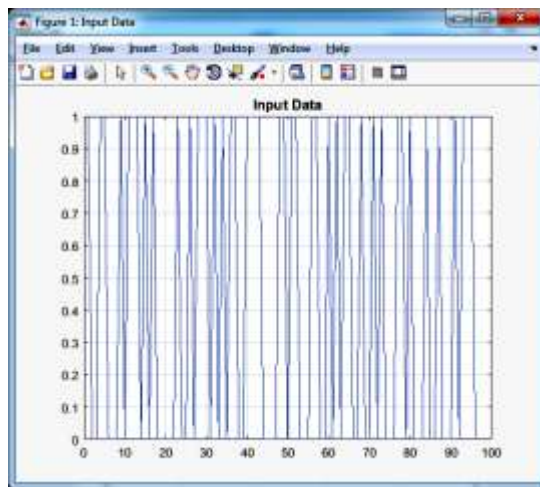 Figure 1: Input Data
File Edit View Insert Tools Desktop Window Help
Input Data
1
0.9
0.8
0.7
0.6
0.5
0.4
0.3
0.2
0.1
0
0 10 20 30 40 50 60 70 80 90 100